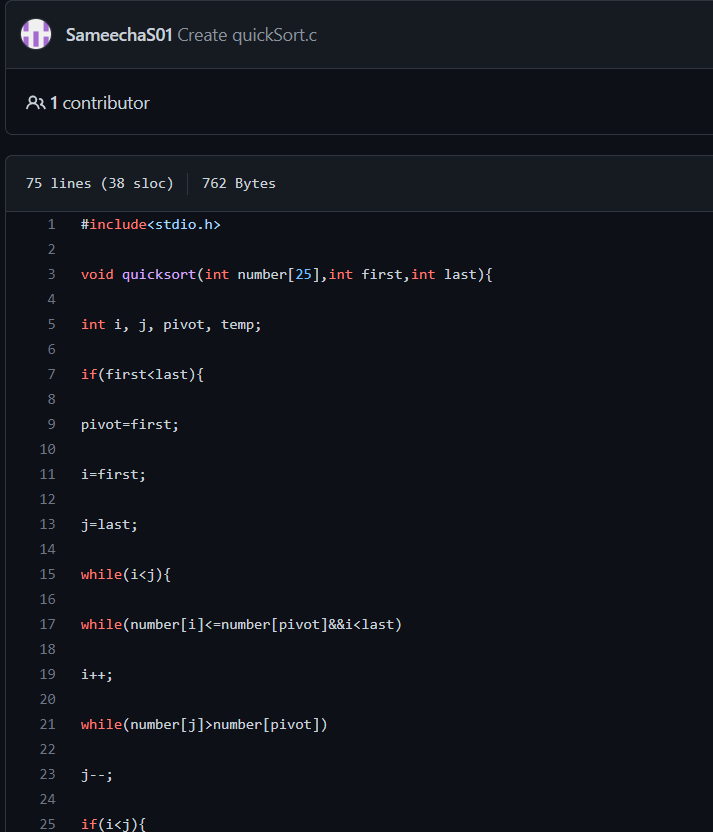 SameechaS01 Create quickSort.c
1 contributor
75 lines (38 sloc) 762 Bytes
1 #include<stdio.h>
2
3 void quicksort(int number[25],int first,int last){
4
5 int i, j, pivot, temp;
6
7 if(first<last){
8
9 pivot=first;
10
11 i=first;
12
13 j=last;
14
15 while(i<j){
16
17 while(number[i]<=number[pivot]&&i<last)
18
19 i++;
20
21 while(number[j]>number[pivot])
22
23 j--;
24
25 if(i<j){